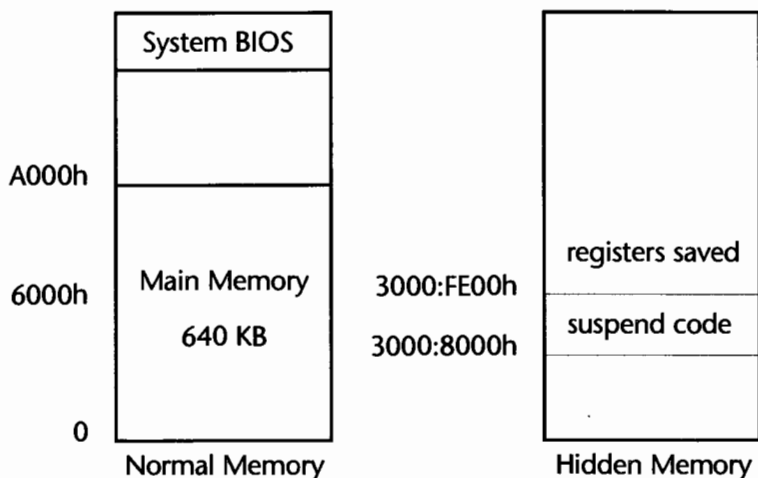 System BIOS
A000h
Main Memory
640 KB
6000h
0
Normal Memory
registers saved
3000:FE00h
suspend code
3000:8000h
Hidden Memory